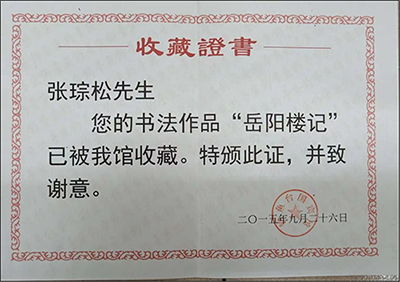 收藏證書
张琮松先生
您的书法作品“岳阳楼记”
已被我馆收藏。特颁此证，并致
谢意。
二〇一五年九月二十六日